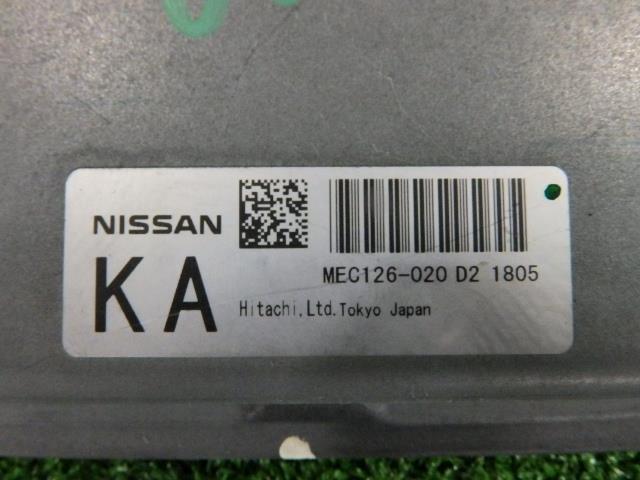 NISSAN
KA
MEC126-020 D2 1805
Hitachi,Ltd.Tokyo Japan